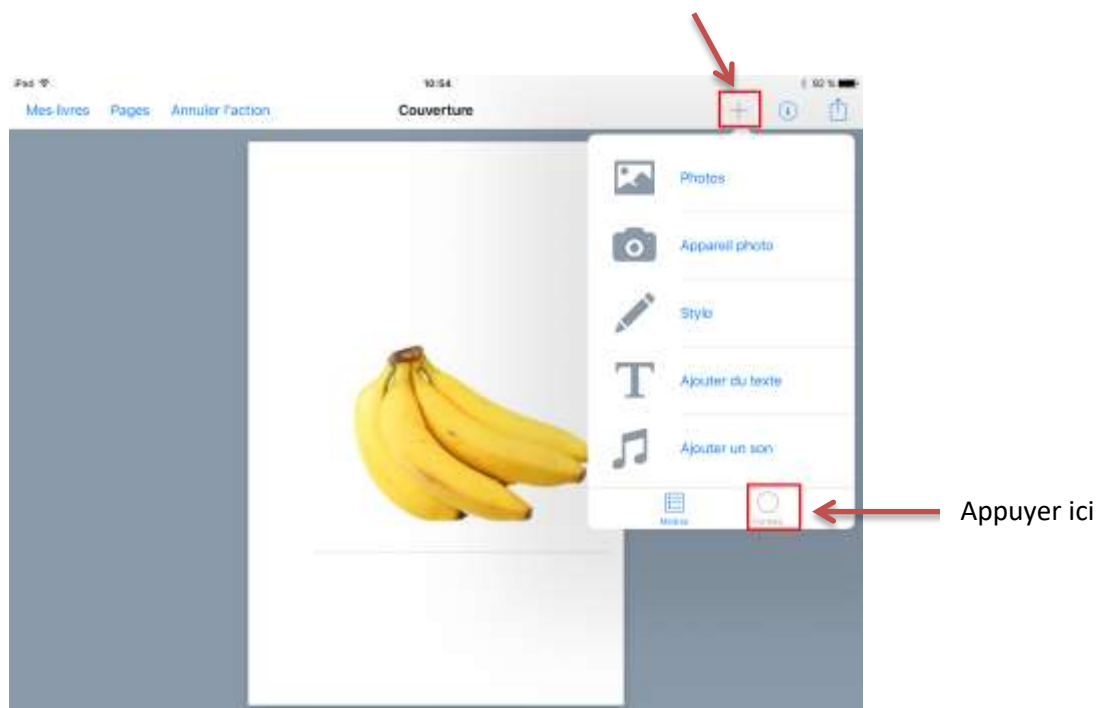 iPad
10:54
92 %
Mes livres Pages Annuler l'action Couverture
Photos
Appareil photo
Stylo
T Ajouter du texte
Ajouter un son
Appuyer ici